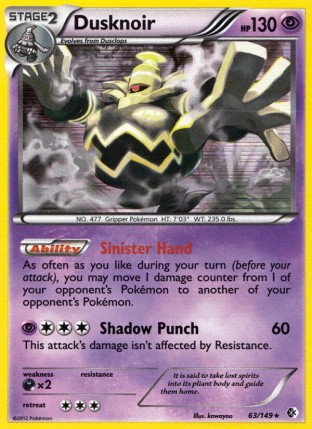 STAGE2 Dusknoir HP130
Evolves from Dusclops
NO. 477 Gripper Pokémon HT: 7'03" WT: 235.0 lbs.
Ability Sinister Hand
As often as you like during your turn (before your
attack), you may move 1 damage counter from 1 of
your opponent's Pokémon to another of your
opponent's Pokémon.
Shadow Punch 60
This attack's damage isn't affected by Resistance.
weakness resistance
×2
retreat
It is said to take lost spirits
into its pliant body and guide
them home.
©2012 Pokémon Illus. kawayoo 63/149★